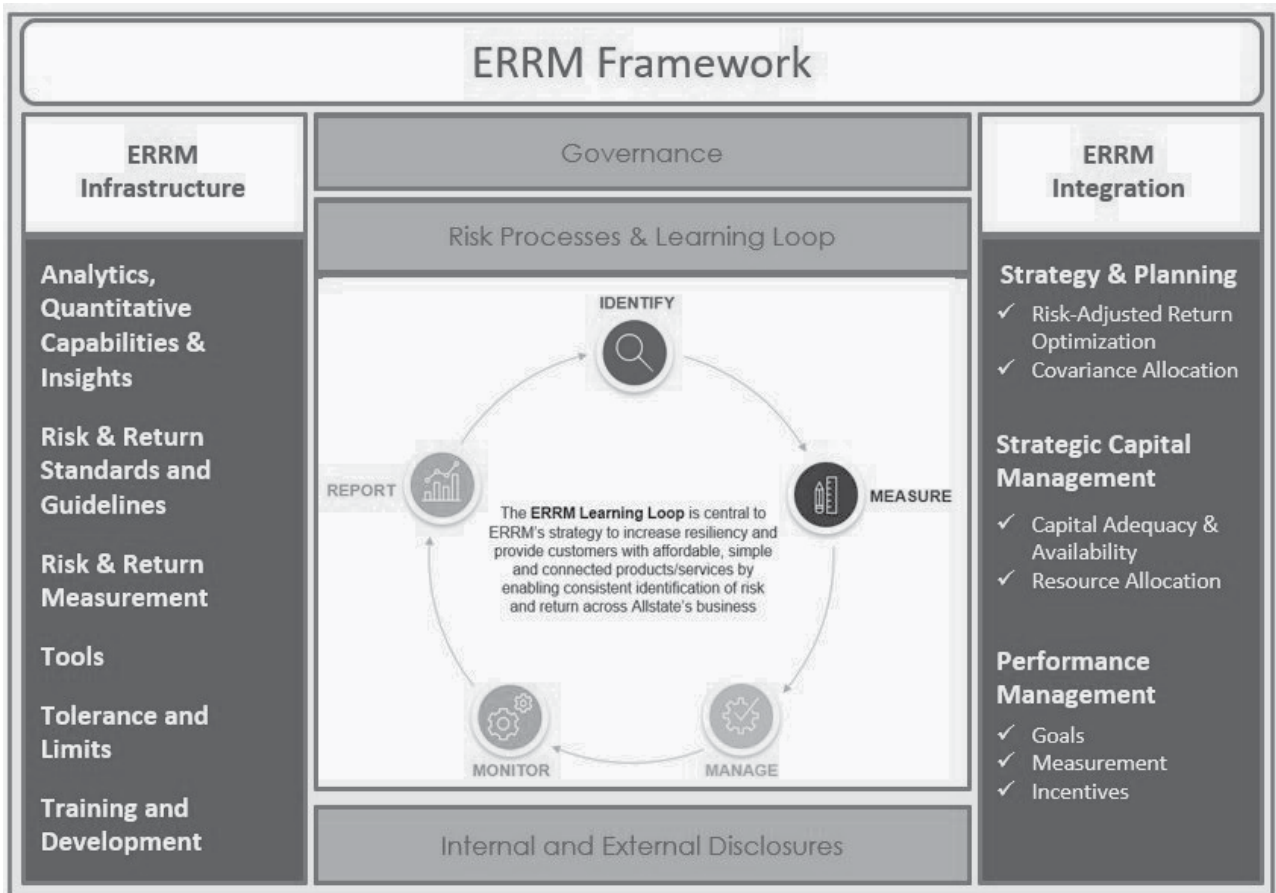 ERRM Framework
ERRM
Infrastructure
Analytics,
Quantitative
Capabilities &
Insights
Risk & Return
Standards and
Guidelines
Risk & Return
Measurement
Tools
Tolerance and
Limits
Training and
Development
Governance
Risk Processes & Learning Loop
IDENTIFY
MEASURE
MANAGE
MONITOR
REPORT
The ERRM Learning Loop is central to
ERRM's strategy to increase resiliency and
provide customers with affordable, simple
and connected products/services by
enabling consistent identification of risk
and return across Allstate's business
Internal and External Disclosures
ERRM
Integration
Strategy & Planning
✓ Risk-Adjusted Return
Optimization
✓ Covariance Allocation
Strategic Capital
Management
✓ Capital Adequacy &
Availability
✓ Resource Allocation
Performance
Management
✓ Goals
✓ Measurement
✓ Incentives